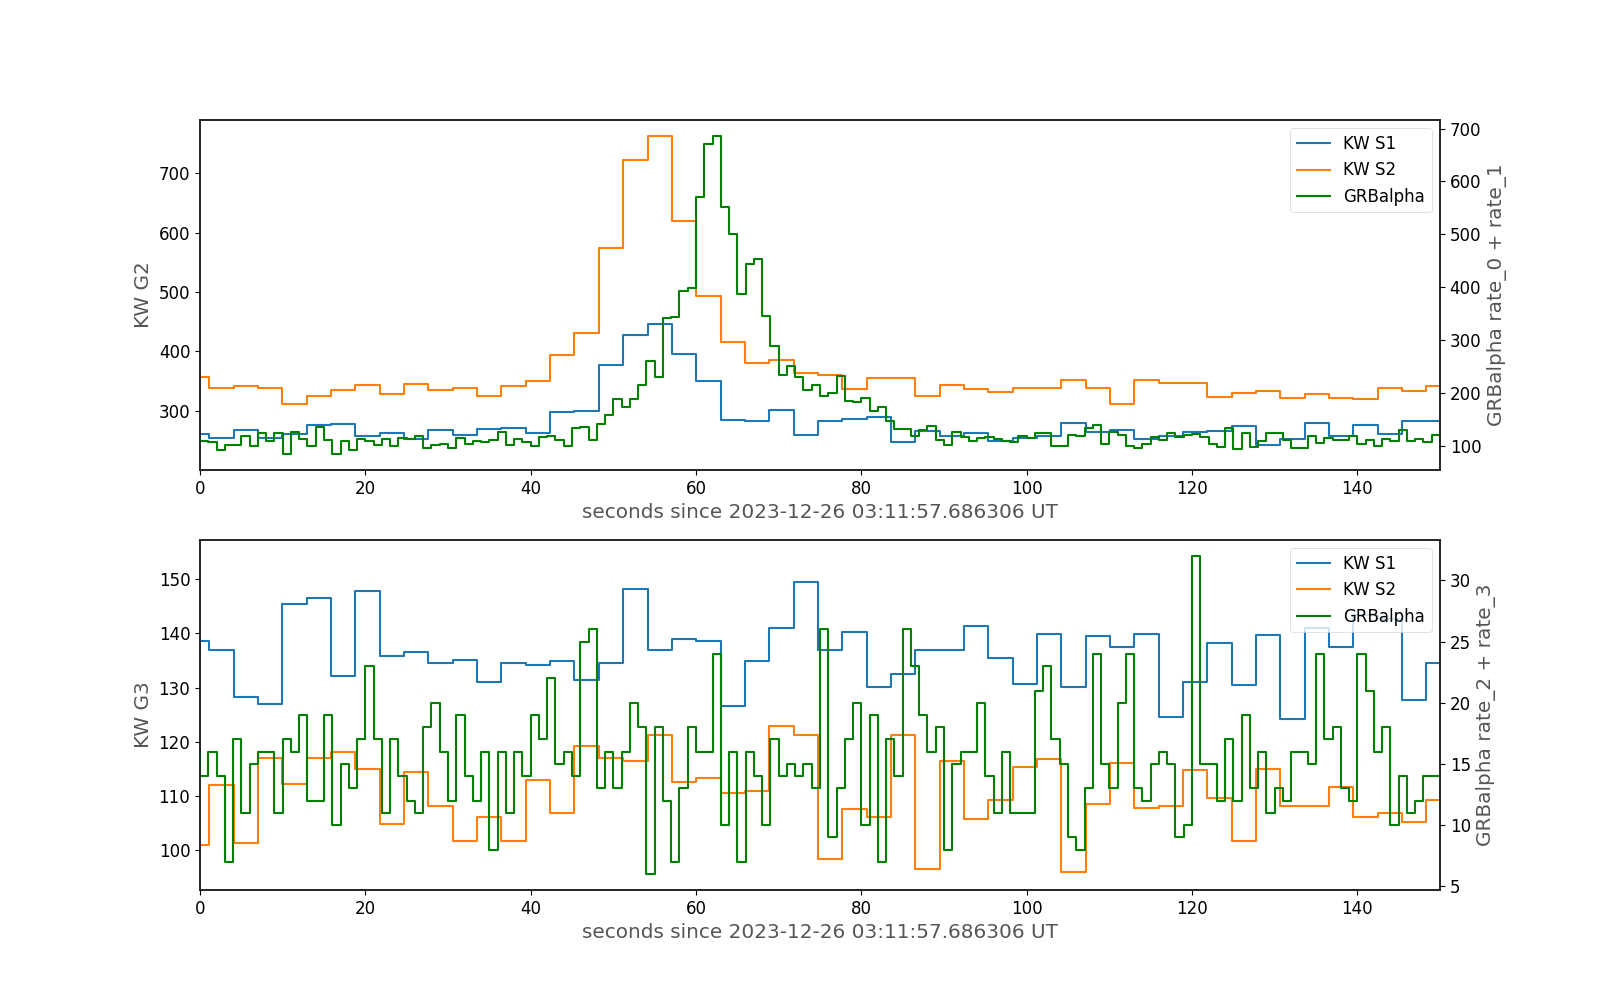 KW S1
KW S2
GRBalpha
700
600
500
400
300
KW G2
700
600
500
400
300
200
100
GRBalpha rate_0 + rate_1
0 20 40 60 80 100 120 140
seconds since 2023-12-26 03:11:57.686306 UT
KW S1
KW S2
GRBalpha
150
140
130
120
110
100
KW G3
30
25
20
15
10
5
GRBalpha rate_2 + rate_3
0 20 40 60 80 100 120 140
seconds since 2023-12-26 03:11:57.686306 UT